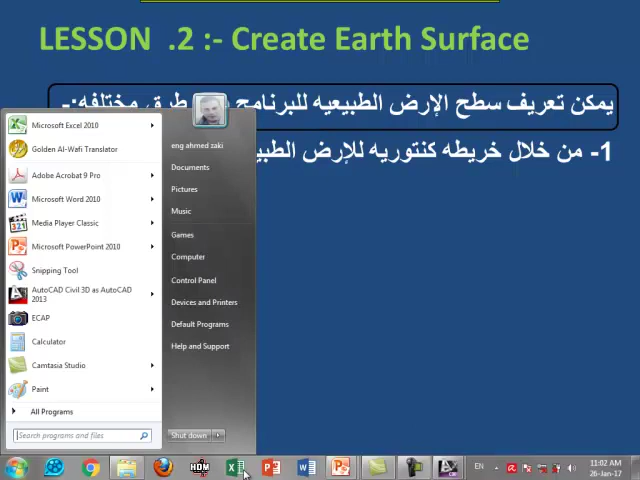 LESSON .2 :- Create Earth Surface
يمكن تعريف سطح الإرض الطبيعيه للبرنامج طرق مختلفه:-
1- من خلال خريطه كنتوريه للإرض
Microsoft Excel 2010
Golden Al-Wafi Translator
Adobe Acrobat 9 Pro
Microsoft Word 2010
Media Player Classic
Microsoft PowerPoint 2010
Snipping Tool
AutoCAD Civil 3D as AutoCAD
2013
ECAP
Calculator
Camtasia Studio
Paint
All Programs
Search programs and files
eng ahmed zaki
Documents
Pictures
Music
Games
Computer
Control Panel
Devices and Printers
Default Programs
Help and Support
Shut down
HDM
EN
11:02 AM
26-Jan-17